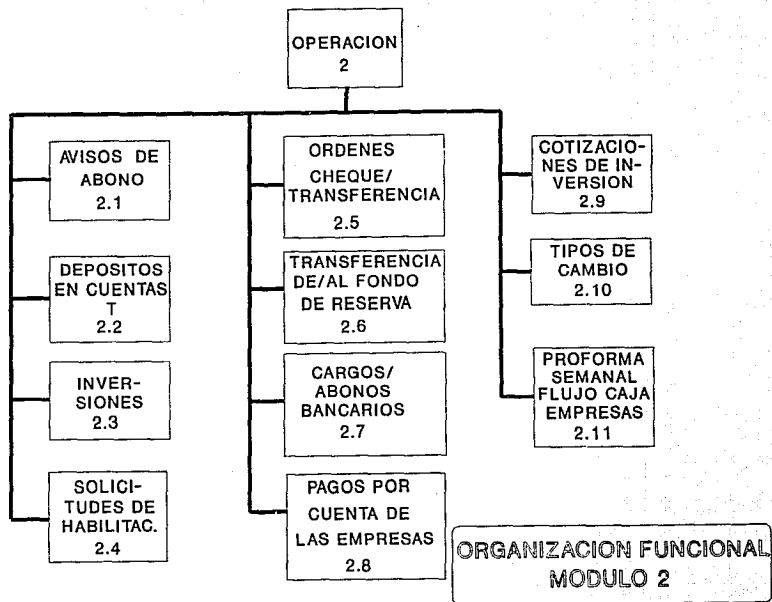 OPERACION
2
AVISOS DE
ABONO
2.1
DEPOSITOS
EN CUENTAS
T
2.2
INVER-
SIONES
2.3
SOLICI-
TUDES DE
HABILITAC.
2.4
ORDENES
CHEQUE/
TRANSFERENCIA
2.5
TRANSFERENCIA
DE/AL FONDO
DE RESERVA
2.6
CARGOS/
ABONOS
BANCARIOS
2.7
PAGOS POR
CUENTA DE
LAS EMPRESAS
2.8
COTIZACIO-
NES DE IN-
VERSION
2.9
TIPOS DE
CAMBIO
2.10
PROFORMA
SEMANAL
FLUJO CAJA
EMPRESAS
2.11
ORGANIZACION FUNCIONAL
MODULO 2